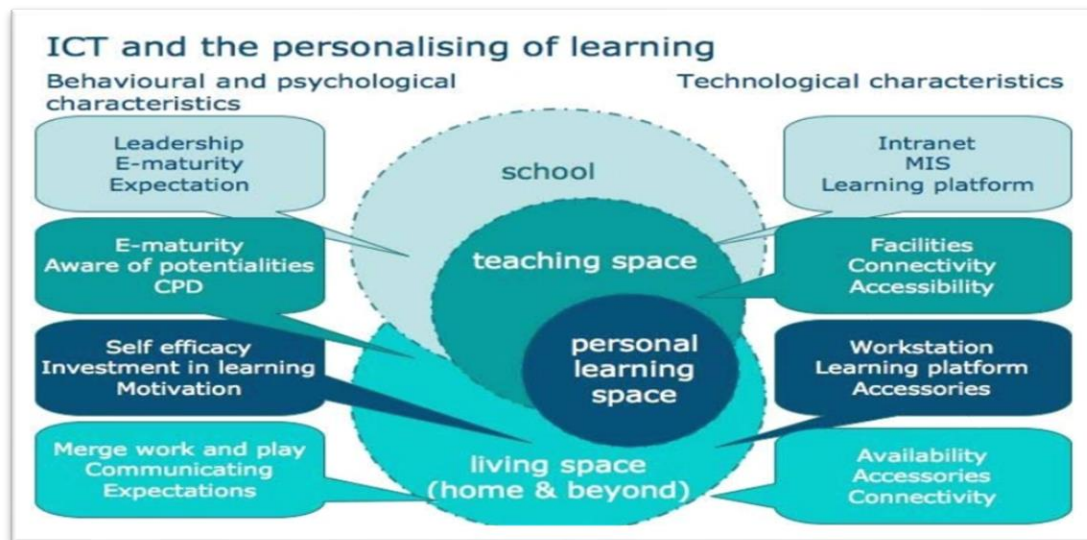 ICT and the personalising of learning
Behavioural and psychological
characteristics
Technological characteristics
Leadership
E-maturity
Expectation
school
Intranet
MIS
Learning platform
E-maturity
Aware of potentialities
CPD
teaching space
Facilities
Connectivity
Accessibility
Self efficacy
Investment in learning
Motivation
personal
learning
space
Workstation
Learning platform
Accessories
Merge work and play
Communicating
Expectations
living space
(home & beyond)
Availability
Accessories
Connectivity